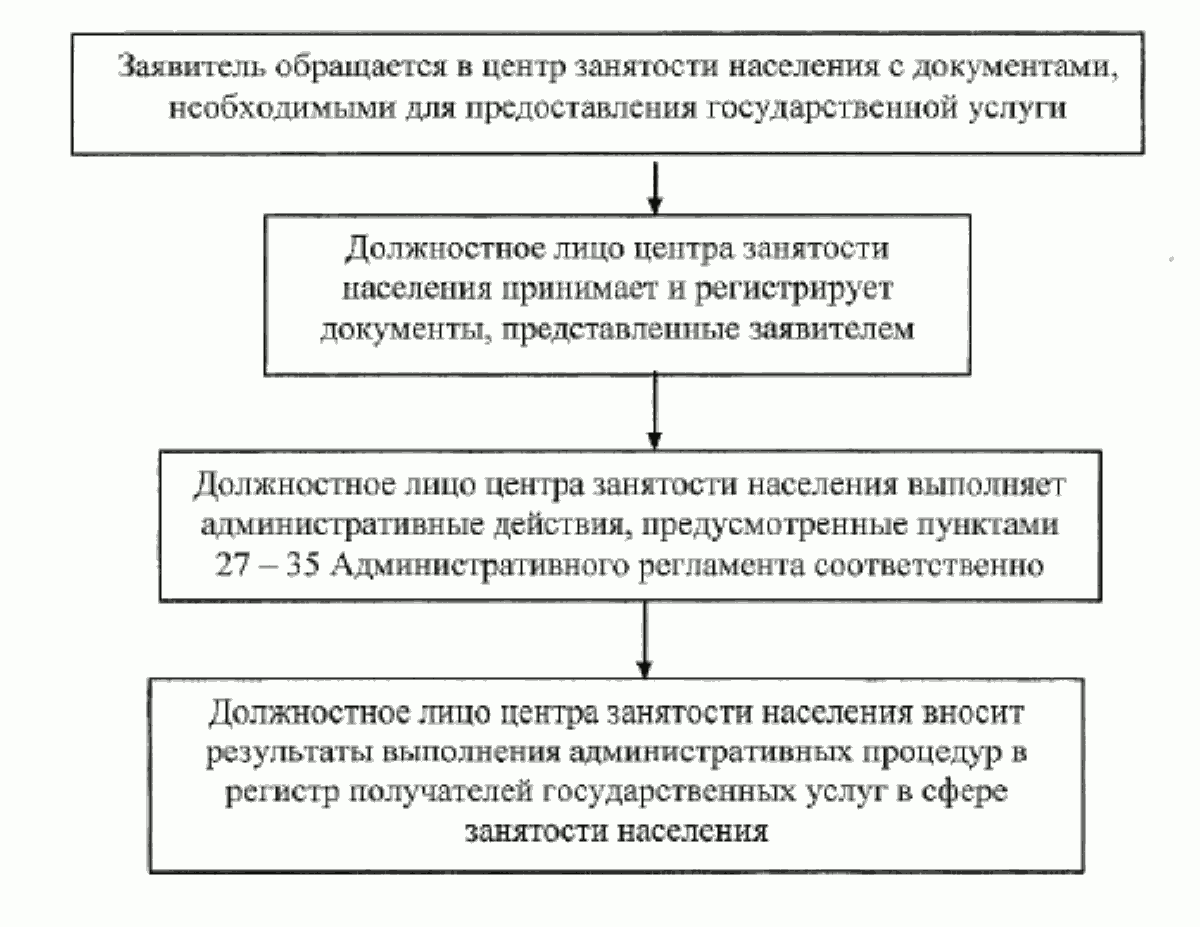 Заявитель обращается в центр занятости населения с документами,
необходимыми для предоставления государственной услуги
Должностное лицо центра занятости
населения принимает и регистрирует
документы, представленные заявителем
Должностное лицо центра занятости населения выполняет
административные действия, предусмотренные пунктами
27 – 35 Административного регламента соответственно
Должностное лицо центра занятости населения вносит
результаты выполнения административных процедур в
регистр получателей государственных услуг в сфере
занятости населения